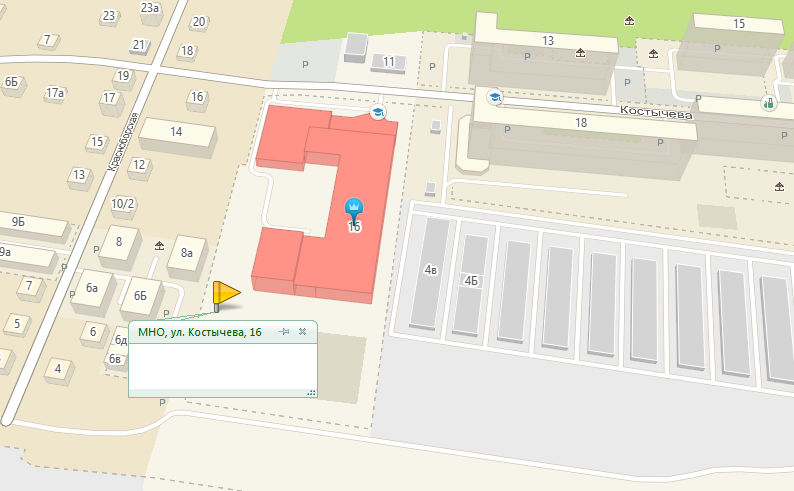 23
23а
20
7
21
18
Р
11
Р
13
Р
Р
15
Р
6Б
17а
19
17
16
Костычева
Р
18
Р
Р
Р
Красноборская
14
15
12
13
10/2
16
9Б
8
8а
Р
9а
Р
4в
4Б
7
6а
6Б
5
6
6д
6в
4
МНО, ул. Костычева, 16
Р